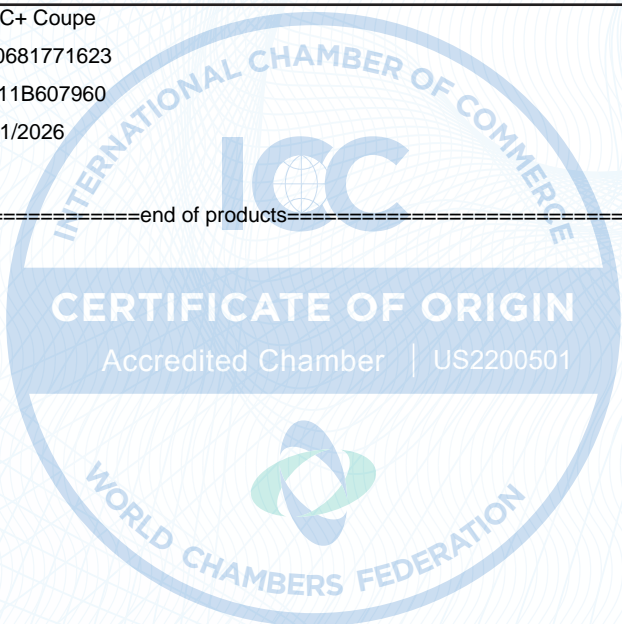 C+ Coupe
0681771623
11B607960
1/2026
===========end of products===========================
INTERNATIONAL CHAMBER OF COMMERCE
ICC
CERTIFICATE OF ORIGIN
Accredited Chamber | US2200501
WORLD CHAMBERS FEDERATION